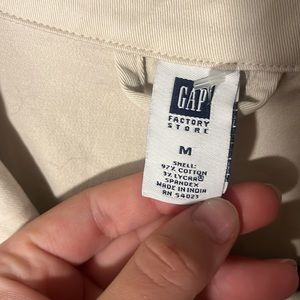 GAP
FACTORY
STORE
M
SHELL:
97% COTTON
3% LYCRA®
SPANDEX
MADE IN INDIA
RN 54023